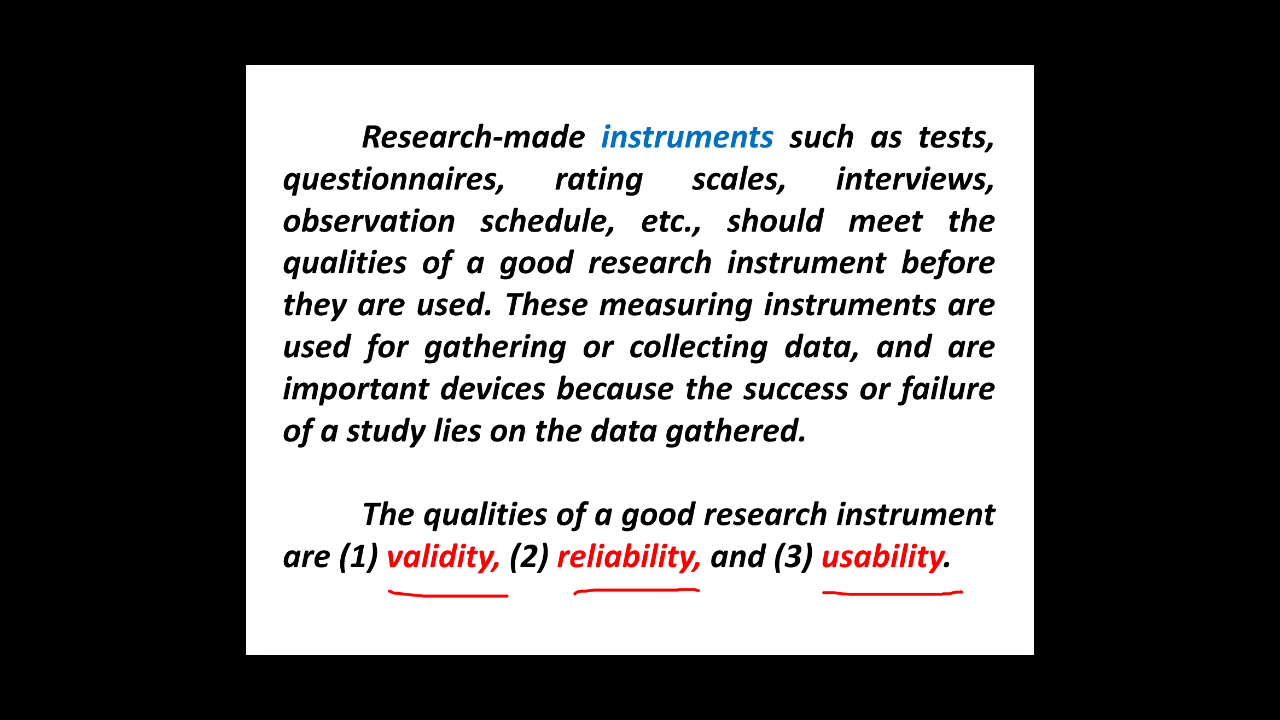 Research-made instruments such as tests,
questionnaires, rating scales, interviews,
observation schedule, etc., should meet the
qualities of a good research instrument before
they are used. These measuring instruments are
used for gathering or collecting data, and are
important devices because the success or failure
of a study lies on the data gathered.
The qualities of a good research instrument
are (1) validity, (2) reliability, and (3) usability.